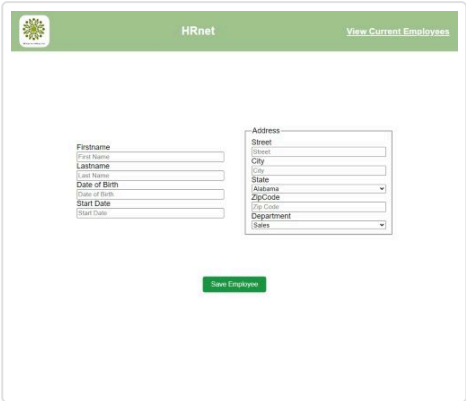 HRnet
View Current Employees
Firstname
First Name
Lastname
Last Name
Date of Birth
Date of Birth
Start Date
Start Date
Address
Street
Street
City
City
State
Alabama
ZipCode
Zip Code
Department
Sales
Save Employee